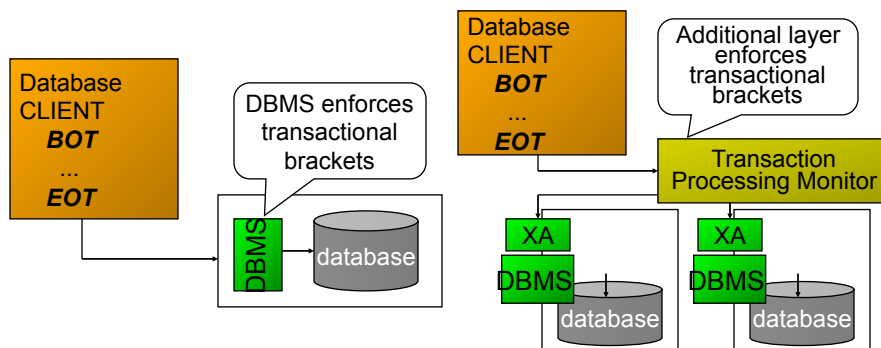 Database
CLIENT
BOT
...
EOT
DBMS enforces
transactional
brackets
DBMS
database
Database
CLIENT
BOT
...
EOT
Additional layer
enforces
transactional
brackets
Transaction
Processing Monitor
XA
DBMS
database
XA
DBMS
database